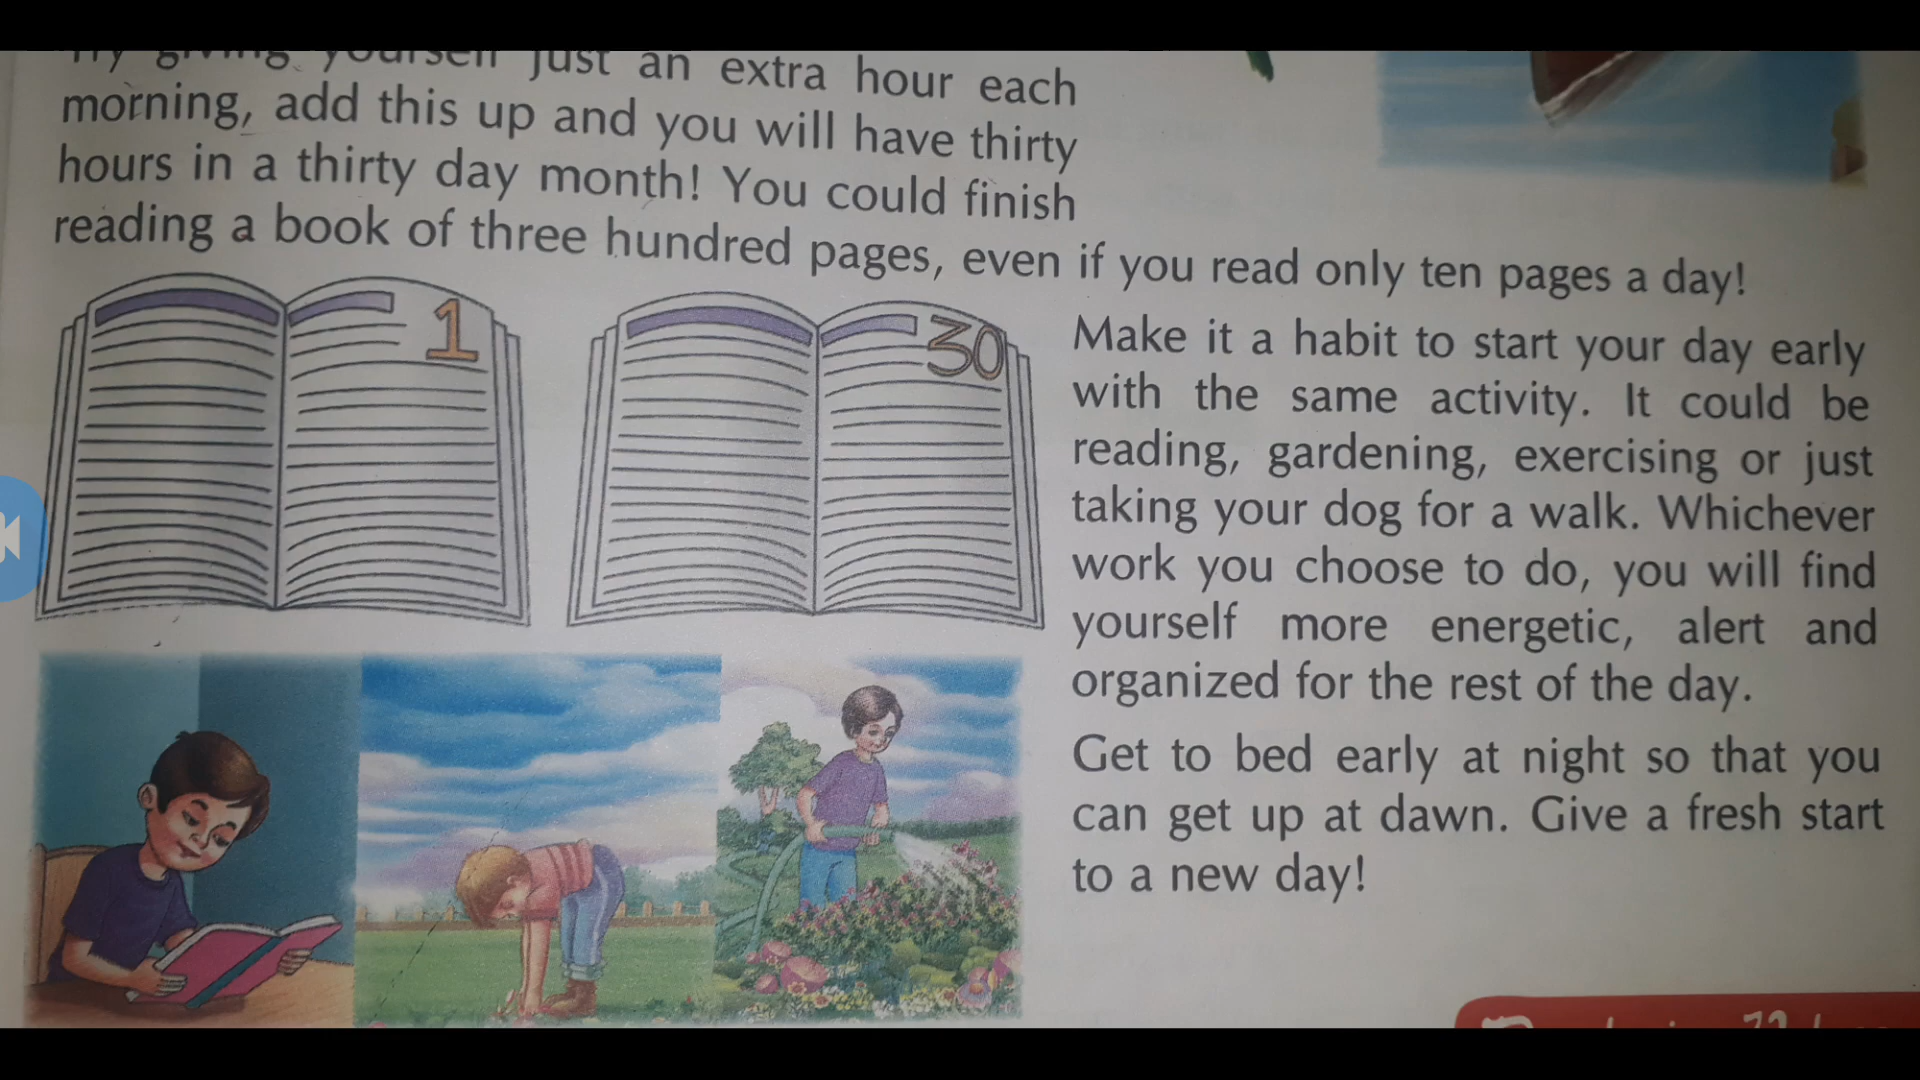 Try giving yourself just an extra hour each
morning, add this up and you will have thirty
hours in a thirty day month! You could finish
reading a book of three hundred pages, even if you read only ten pages a day!
1
30
Make it a habit to start your day early
with the same activity. It could be
reading, gardening, exercising or just
taking your dog for a walk. Whichever
work you choose to do, you will find
yourself more energetic, alert and
organized for the rest of the day.
Get to bed early at night so that you
can get up at dawn. Give a fresh start
to a new day!